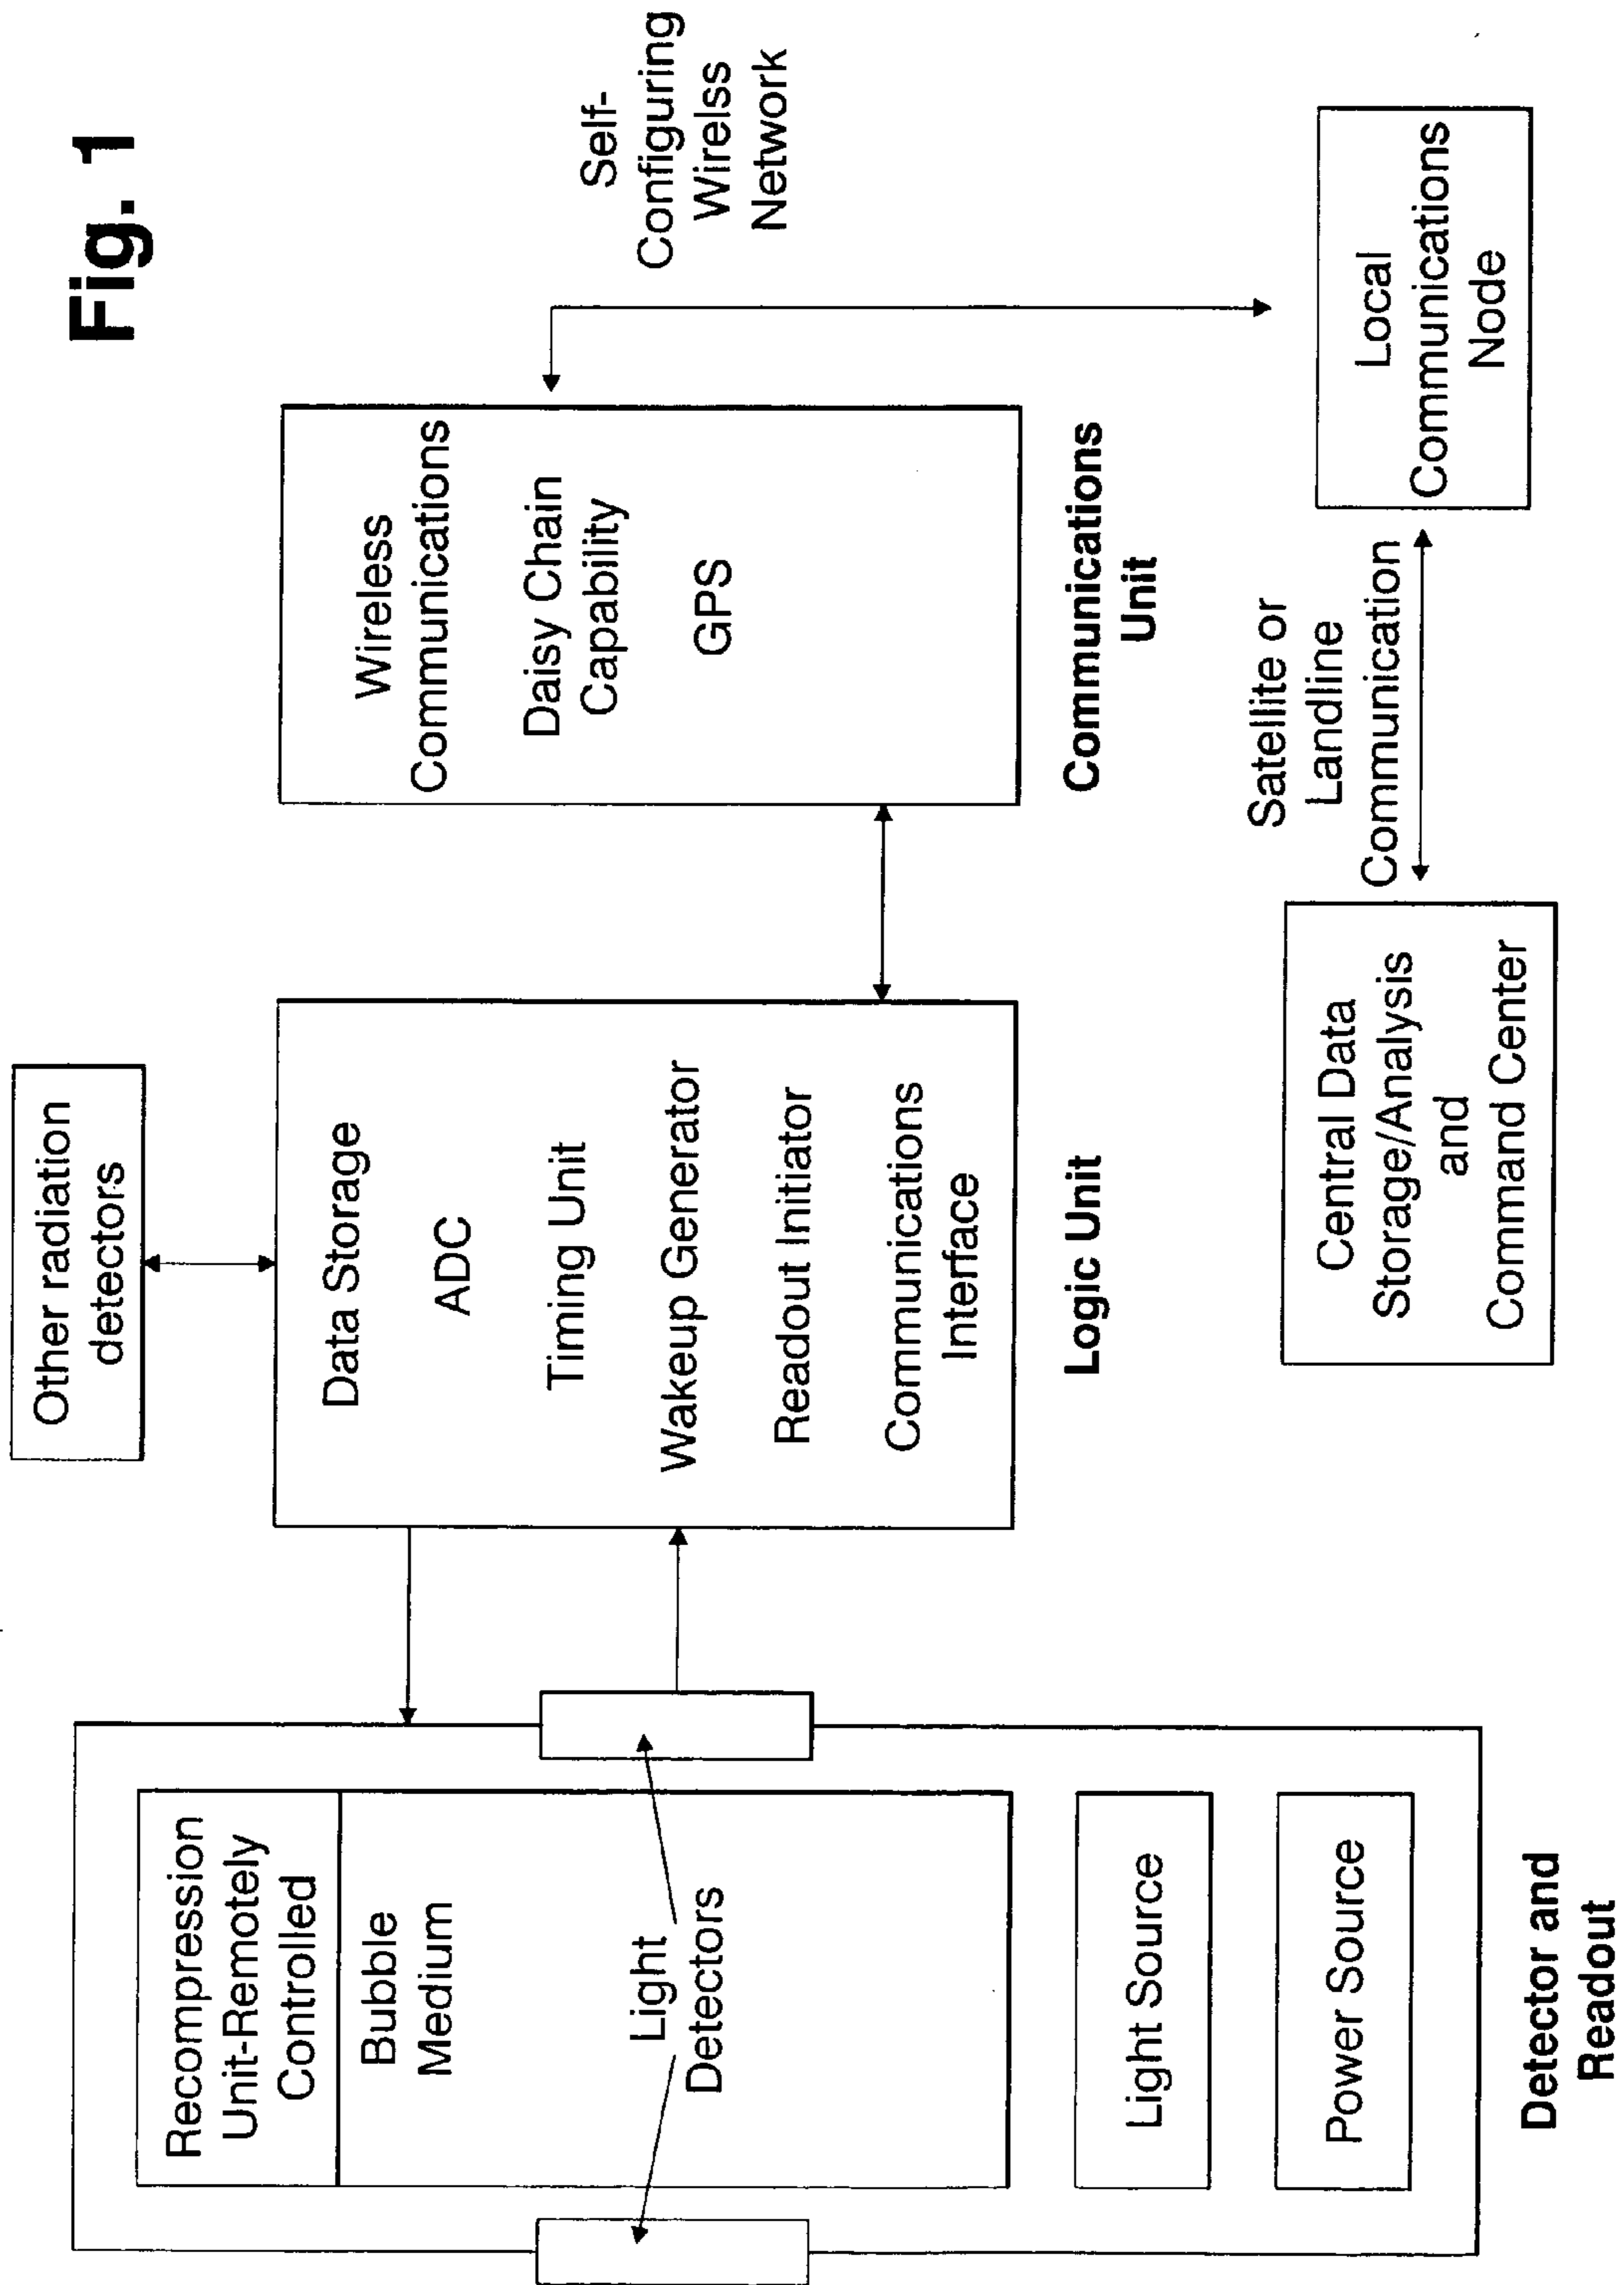 Fig. 1
Other radiation
detectors
Recompression
Unit-Remotely
Controlled
Bubble
Medium
Light
Detectors
Light Source
Power Source
Detector and
Readout
Data Storage
ADC
Timing Unit
Wakeup Generator
Readout Initiator
Communications
Interface
Logic Unit
Wireless
Communications
Daisy Chain
Capability
GPS
Communications
Unit
Self-
Configuring
Wirelss
Network
Central Data
Storage/Analysis
and
Command Center
Satellite or
Landline
Communication
Local
Communications
Node